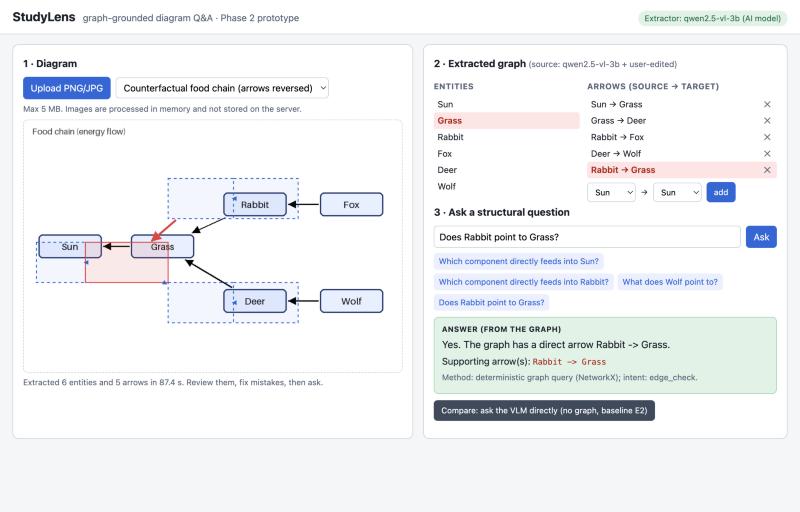 StudyLens graph-grounded diagram Q&A · Phase 2 prototype
Extractor: qwen2.5-vl-3b (AI model)
1 · Diagram
Upload PNG/JPG
Counterfactual food chain (arrows reversed)
Max 5 MB. Images are processed in memory and not stored on the server.
Food chain (energy flow)
Rabbit
Fox
Sun
Grass
Deer
Wolf
Extracted 6 entities and 5 arrows in 87.4 s. Review them, fix mistakes, then ask.
2 · Extracted graph (source: qwen2.5-vl-3b + user-edited)
ENTITIES
Sun
Grass
Rabbit
Fox
Deer
Wolf
ARROWS (SOURCE → TARGET)
Sun → Grass ×
Grass → Deer ×
Rabbit → Fox ×
Deer → Wolf ×
Rabbit → Grass ×
Sun → Sun add
3 · Ask a structural question
Does Rabbit point to Grass? Ask
Which component directly feeds into Sun?
Which component directly feeds into Rabbit? What does Wolf point to?
Does Rabbit point to Grass?
ANSWER (FROM THE GRAPH)
Yes. The graph has a direct arrow Rabbit -> Grass.
Supporting arrow(s): Rabbit -> Grass
Method: deterministic graph query (NetworkX); intent: edge_check.
Compare: ask the VLM directly (no graph, baseline E2)